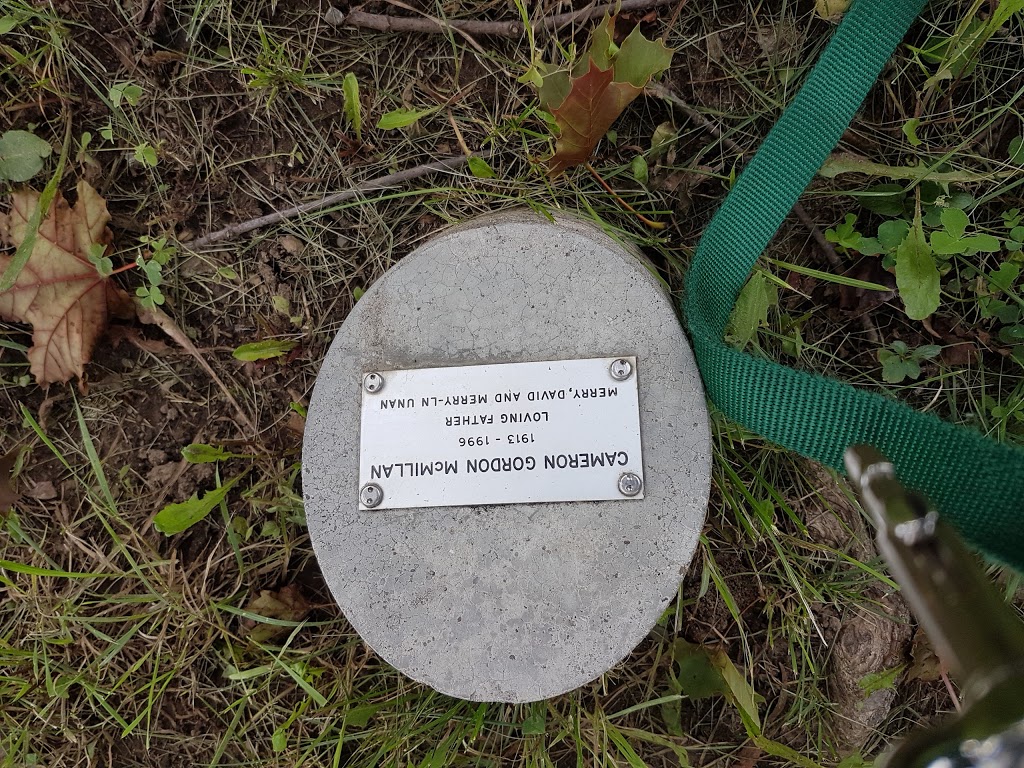 CAMERON GORDON McMILLAN
1913 - 1996
LOVING FATHER
MERRY, DAVID AND MERRY-LN UNAN